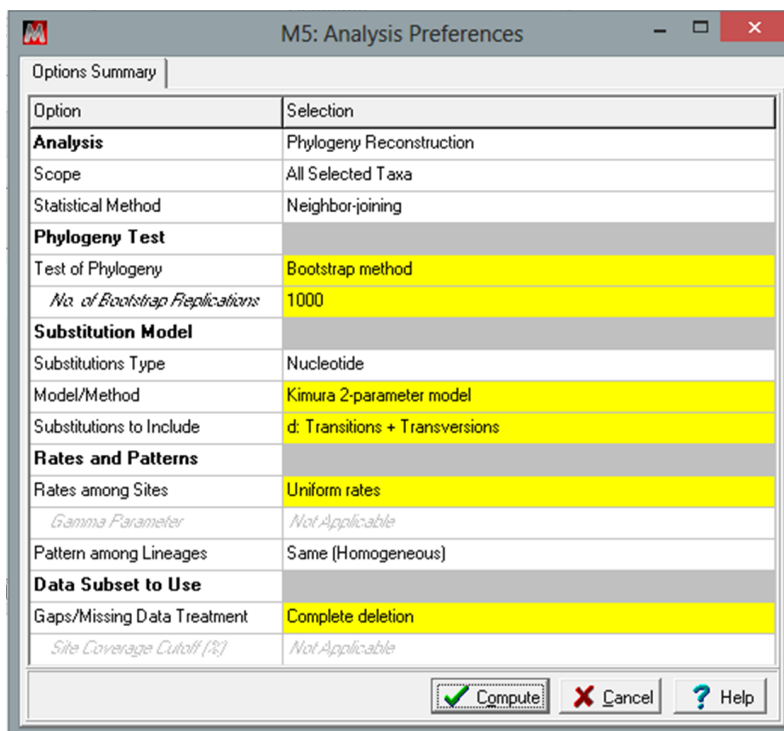 M5: Analysis Preferences
Options Summary
Option Selection
Analysis Phylogeny Reconstruction
Scope All Selected Taxa
Statistical Method Neighbor-joining
Phylogeny Test
Test of Phylogeny Bootstrap method
No. of Bootstrap Replications 1000
Substitution Model
Substitutions Type Nucleotide
Model/Method Kimura 2-parameter model
Substitutions to Include d: Transitions + Transversions
Rates and Patterns
Rates among Sites Uniform rates
Gamma Parameter Not Applicable
Pattern among Lineages Same (Homogeneous)
Data Subset to Use
Gaps/Missing Data Treatment Complete deletion
Site Coverage Cutoff (%) Not Applicable
Compute Cancel ? Help